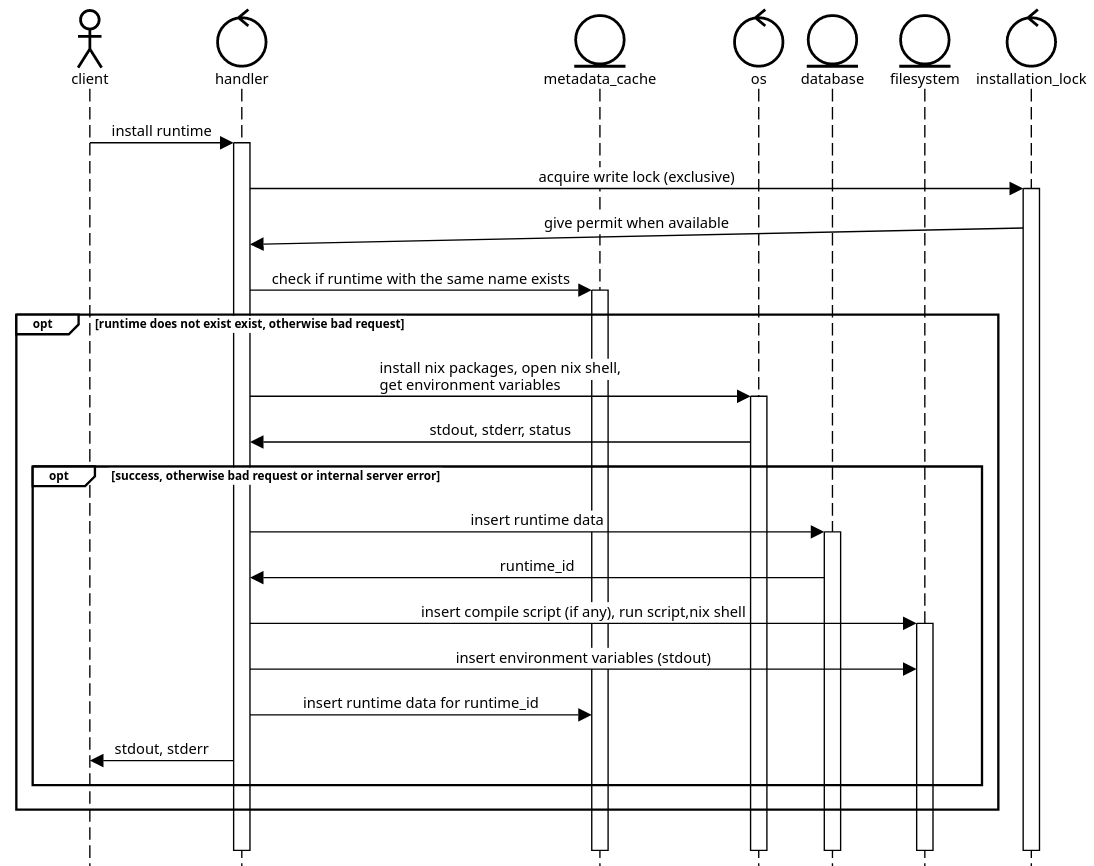 client
handler
metadata_cache
os
database
filesystem
installation_lock
install runtime
acquire write lock (exclusive)
give permit when available
check if runtime with the same name exists
opt
[runtime does not exist exist, otherwise bad request]
install nix packages, open nix shell,
get environment variables
stdout, stderr, status
opt
[success, otherwise bad request or internal server error]
insert runtime data
runtime_id
insert compile script (if any), run script,nix shell
insert environment variables (stdout)
insert runtime data for runtime_id
stdout, stderr